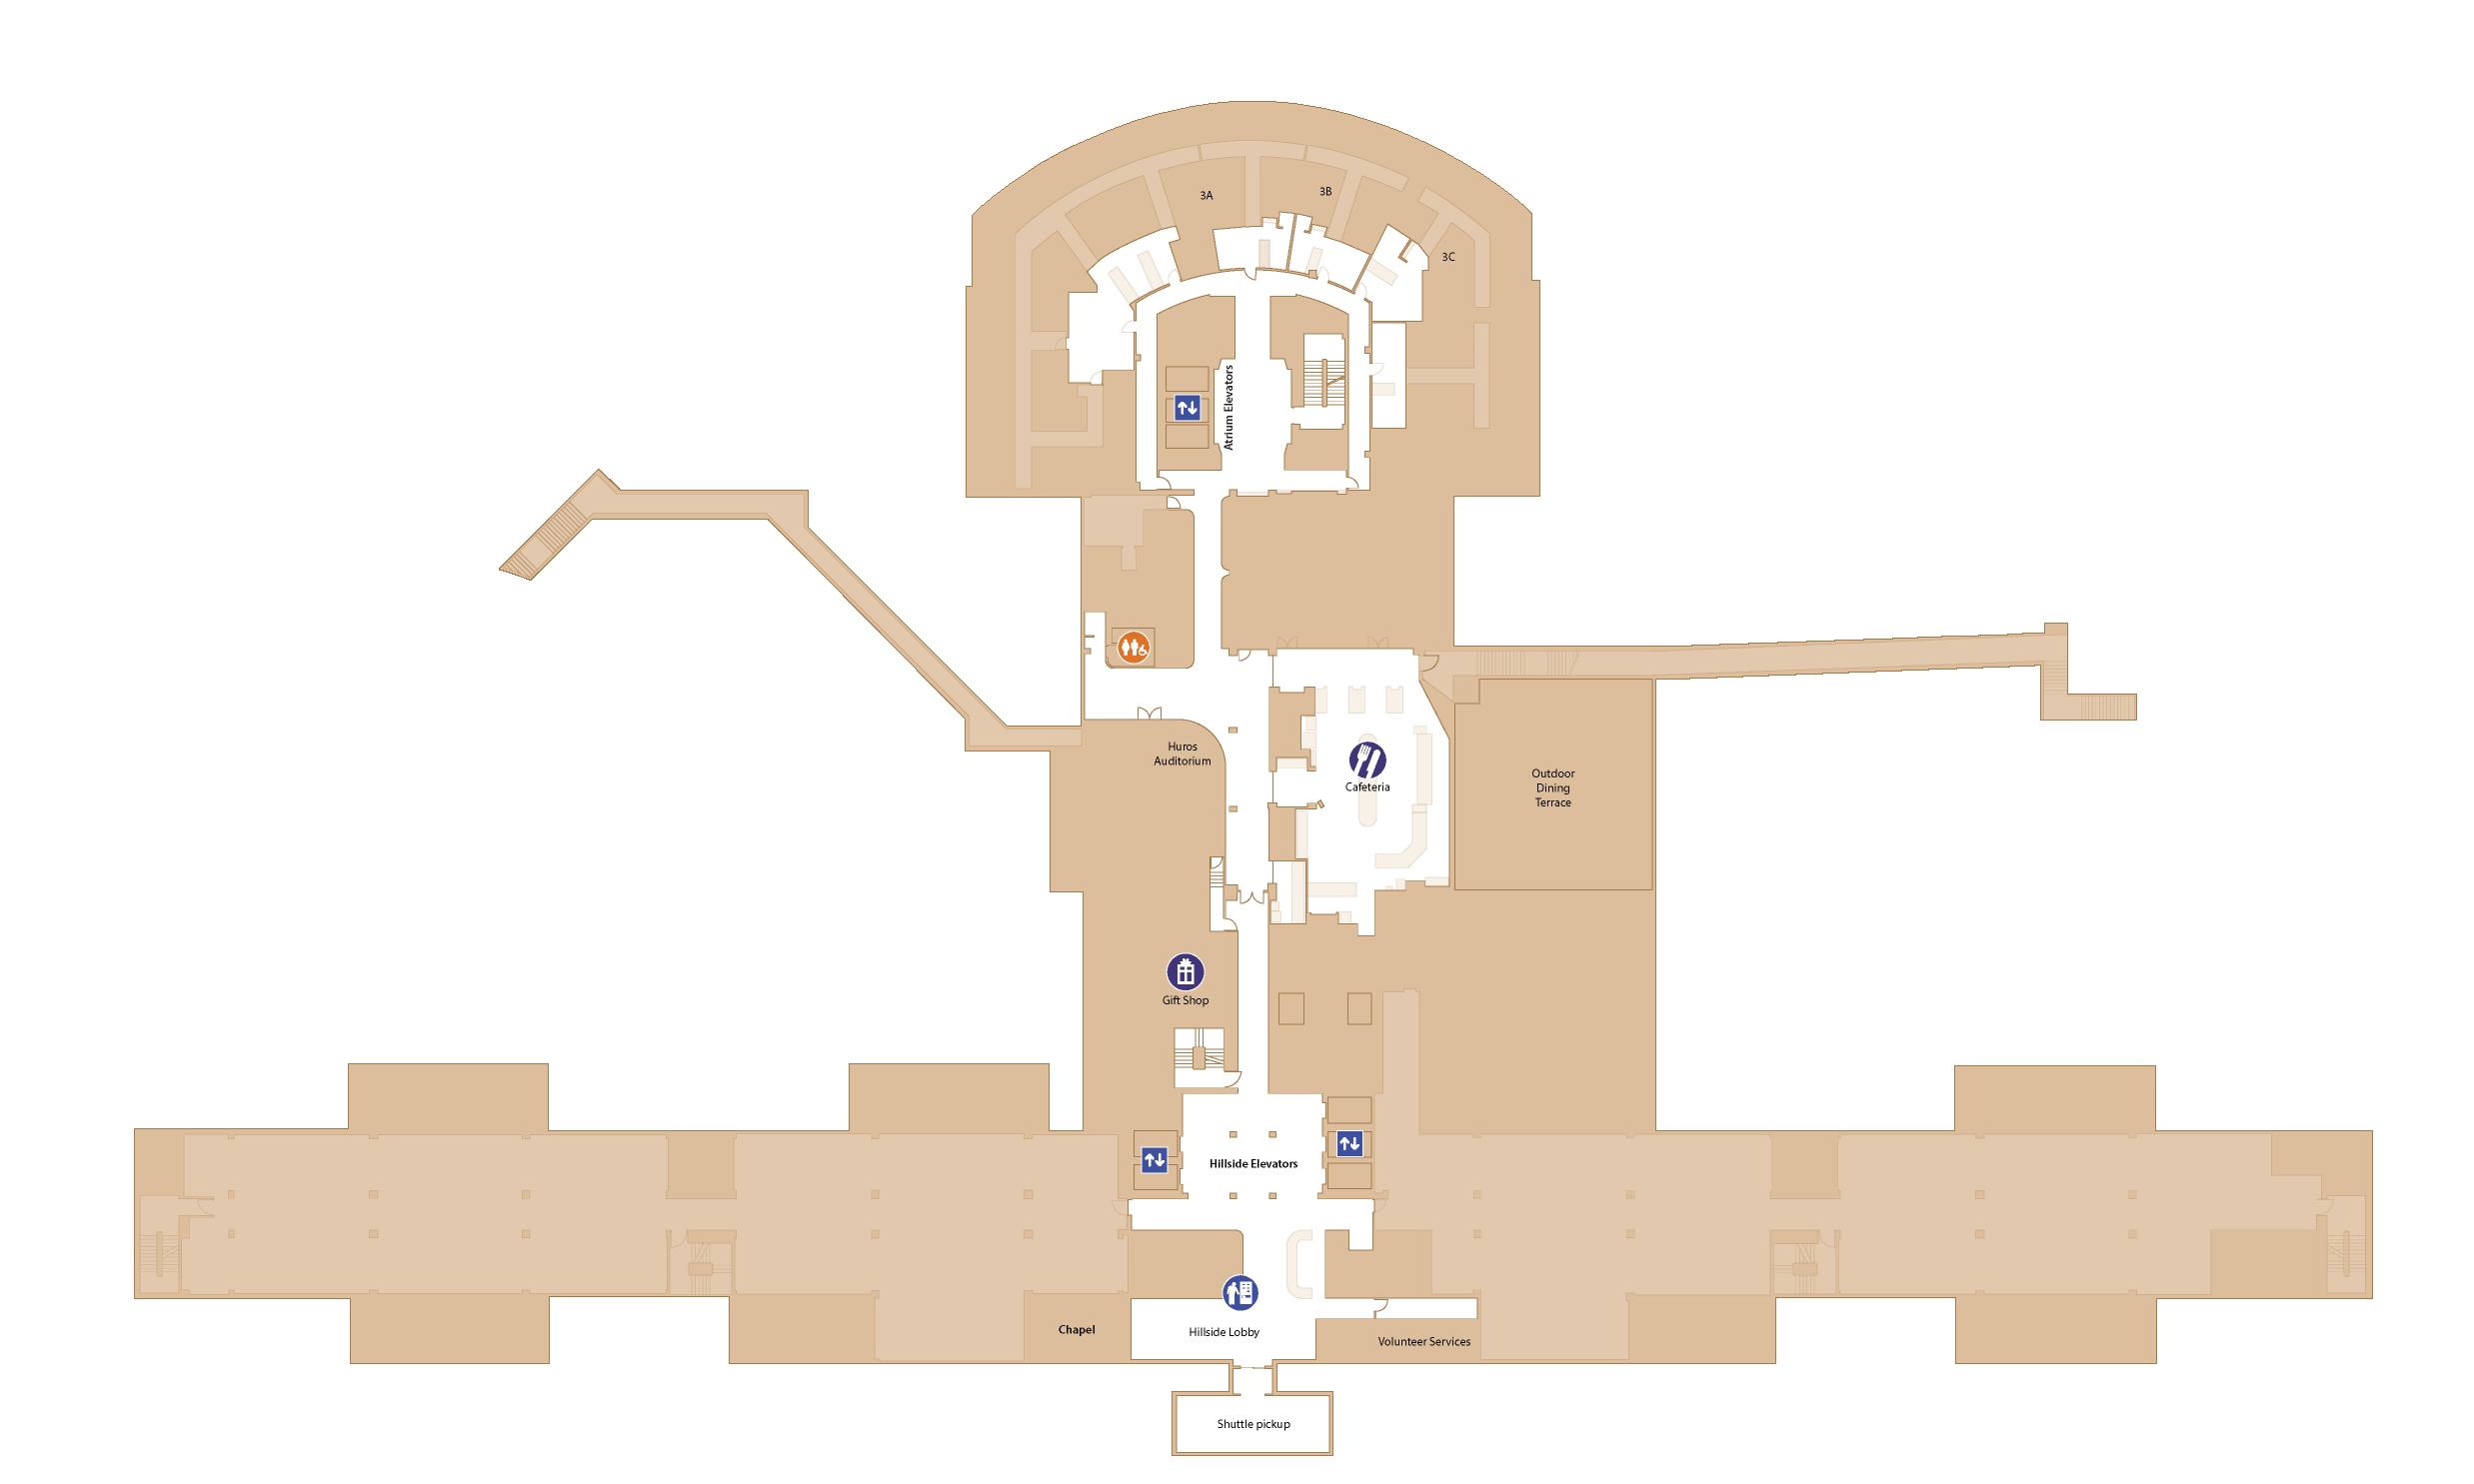 3A
3B
3C
Atrium Elevators
Huros
Auditorium
Cafeteria
Outdoor
Dining
Terrace
Gift Shop
Hillside Elevators
Chapel
Hillside Lobby
Volunteer Services
Shuttle pickup